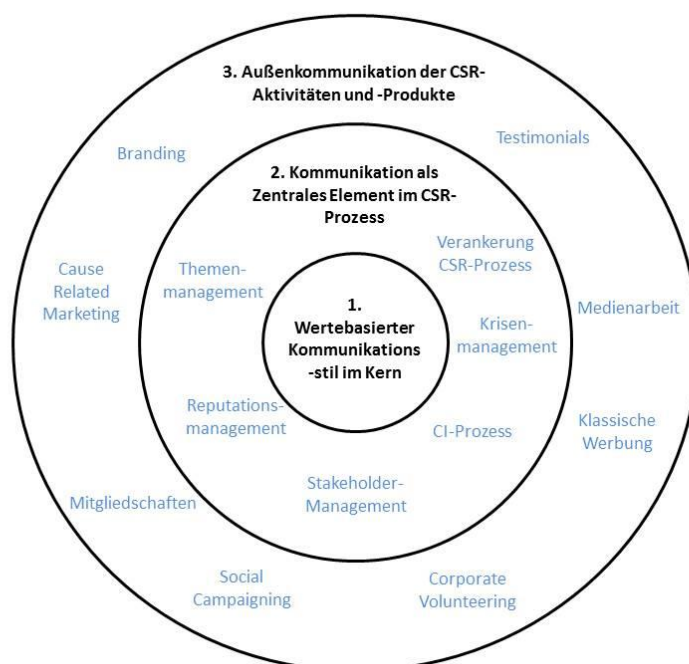 3. Außenkommunikation der CSR-
Aktivitäten und -Produkte
Testimonials
Branding
2. Kommunikation als
Zentrales Element im CSR-
Prozess
Verankerung
CSR-Prozess
Cause
Related
Marketing
Themen-
management
1.
Wertebasierter
Kommunikations
-stil im Kern
Krisen-
management
Medienarbeit
Reputations-
management
CI-Prozess
Klassische
Werbung
Stakeholder-
Management
Mitgliedschaften
Social
Campaigning
Corporate
Volunteering